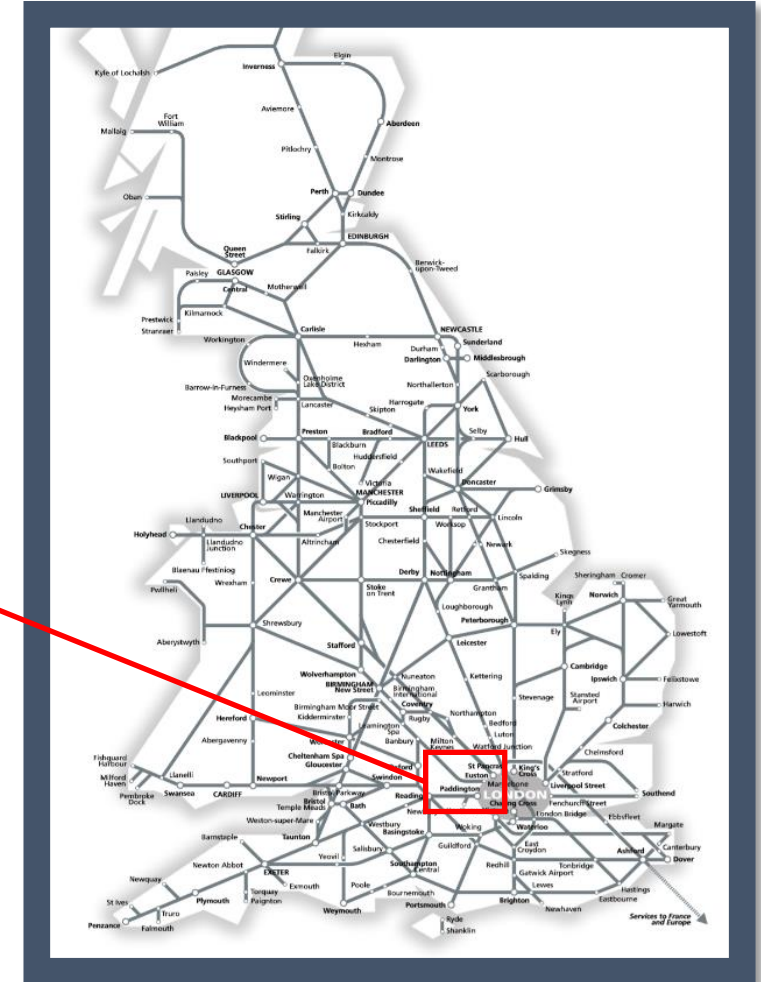 Elgin
Inverness
Kyle of Lochalsh
Aviemore
Fort
William
Mallaig
Aberdeen
Pitlochry
Montrose
Perth
Dundee
Oban
Stirling
Kirkcaldy
Queen
Street
EDINBURGH
Falkirk
Berwick-
upon-Tweed
Paisley
GLASGOW
Central
Motherwell
Prestwick
Kilmarnock
Stranraer
Carlisle
NEWCASTLE
Workington
Hexham
Sunderland
Durham
Darlington
Middlesbrough
Windermere
Scarborough
Oxenholme
Lake District
Northallerton
Barrow-in-Furness
Morecambe
Heysham Port
Lancaster
Harrogate
York
Skipton
Blackpool
Preston
Bradford
Selby
Hull
Blackburn
LEEDS
Huddersfield
Southport
Bolton
Wakefield
Wigan
Victoria
Doncaster
MANCHESTER
Piccadilly
LIVERPOOL
Warrington
Grimsby
Manchester
Airport
Sheffield
Retford
Lincoln
Llandudno
Chester
Stockport
Worksop
Holyhead
Llandudno
Junction
Altrincham
Chesterfield
Newark
Skegness
Blaenau Ffestiniog
Wrexham
Crewe
Derby
Nottingham
Spalding
Sheringham
Cromer
Pwllheli
Stoke
on Trent
Grantham
Kings
Lynn
Norwich
Great
Yarmouth
Loughborough
Shrewsbury
Peterborough
Ely
Lowestoft
Aberystwyth
Stafford
Leicester
Wolverhampton
Cambridge
BIRMINGHAM
New Street
Nuneaton
Kettering
Ipswich
Felixstowe
Birmingham
International
Leominster
Stevenage
Stansted
Airport
Birmingham Moor Street
Coventry
Harwich
Kidderminster
Rugby
Northampton
Hereford
Leamington
Spa
Bedford
Colchester
Abergavenny
Worcester
Banbury
Milton
Keynes
Luton
Watford Junction
Chelmsford
Cheltenham Spa
Gloucester
Oxford
St Pancras
King's
Cross
Fishguard
Harbour
Euston
Stratford
Llanelli
Newport
Swindon
Paddington
Marylebone
Liverpool Street
Milford
Haven
Pembroke
Dock
Swansea
CARDIFF
Bristol Parkway
Reading
LONDON
Southend
Bristol
Temple Meads
Bath
Charing Cross
Fenchurch Street
London Bridge
Ebbsfleet
Weston-super-Mare
Westbury
Waterloo
Margate
Barnstaple
Taunton
Basingstoke
Woking
East
Croydon
Canterbury
Salisbury
Guildford
Ashford
Dover
Newton Abbot
Yeovil
Redhill
Tonbridge
EXETER
Southampton
Central
Gatwick Airport
Newquay
Exmouth
Poole
Lewes
Hastings
St Ives
Plymouth
Torquay
Paignton
Bournemouth
Eastbourne
Truro
Weymouth
Portsmouth
Brighton
Newhaven
Penzance
Falmouth
Ryde
Shanklin
Services to France
and Europe